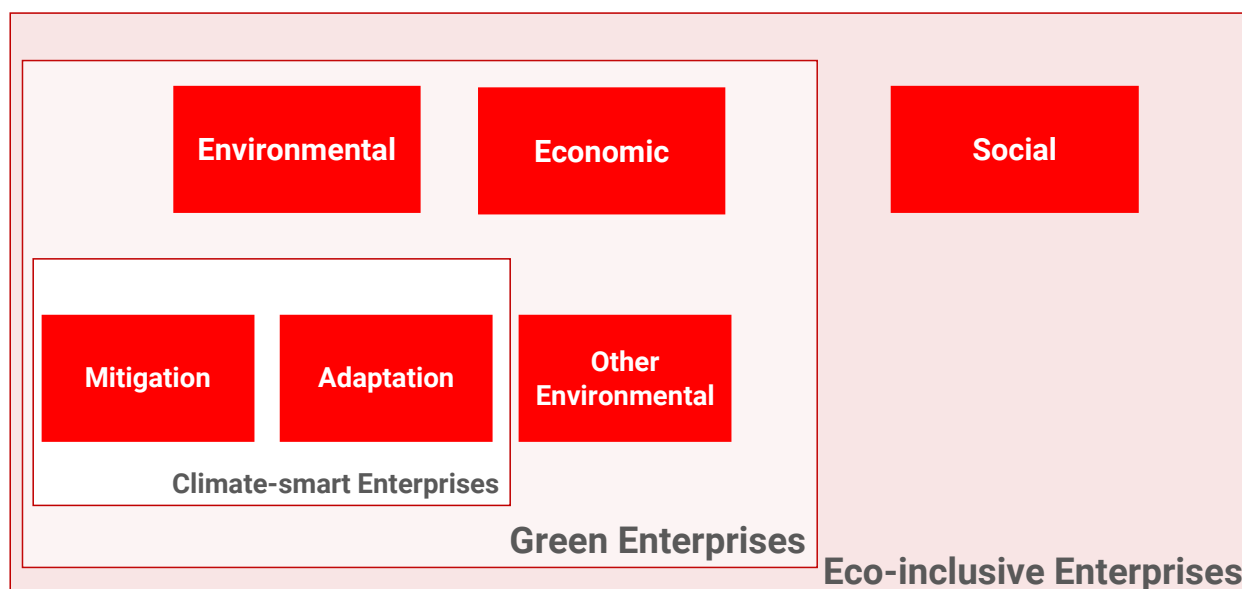 Environmental
Economic
Social
Mitigation
Adaptation
Other
Environmental
Climate-smart Enterprises
Green Enterprises
Eco-inclusive Enterprises